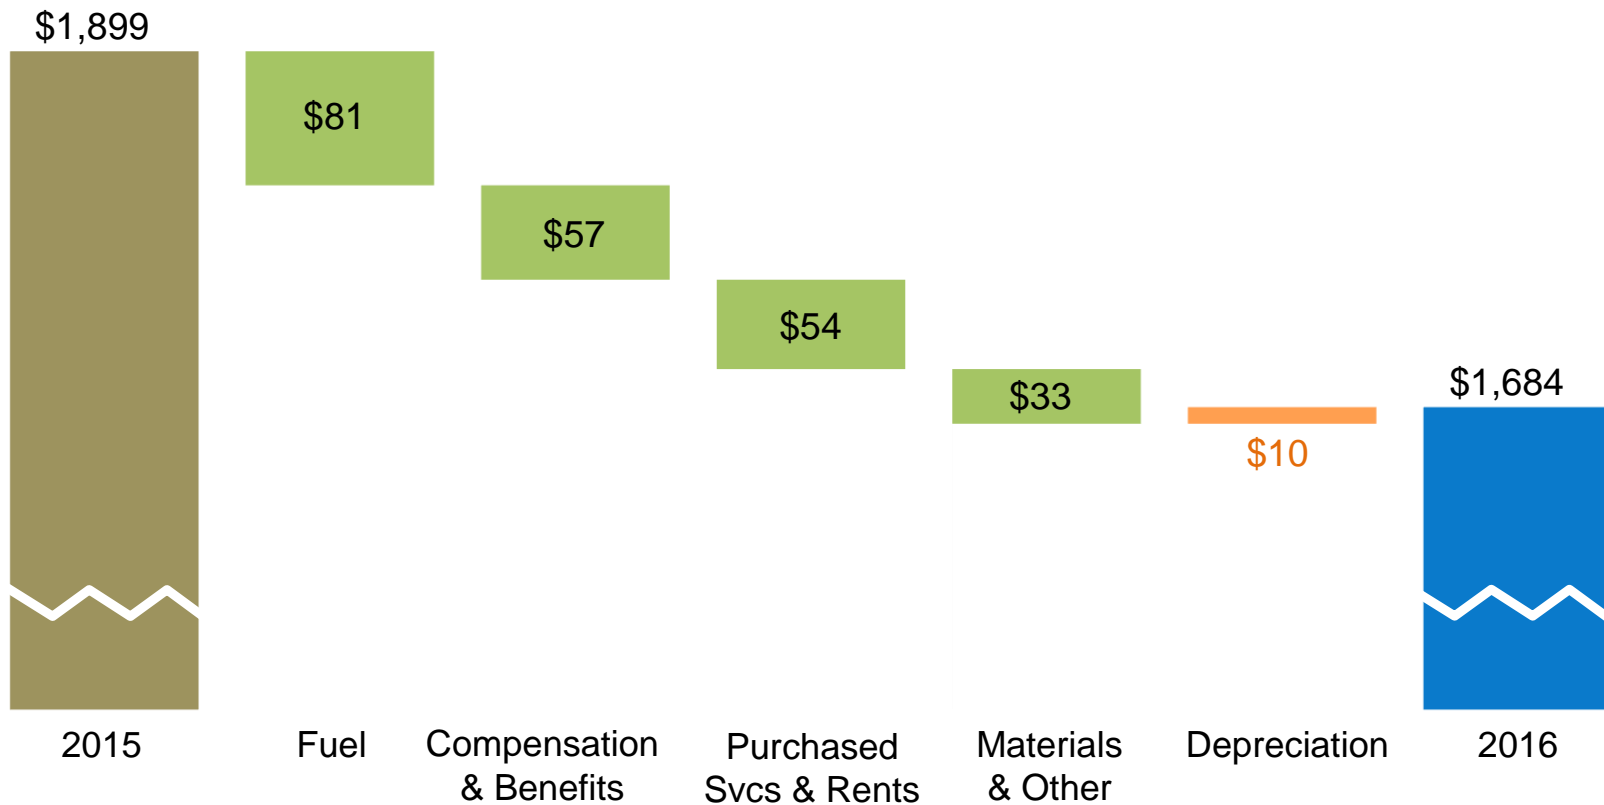 $1,899
$81
$57
$54
$33
$10
$1,684
2015
Fuel
Compensation
& Benefits
Purchased
Svcs & Rents
Materials
& Other
Depreciation
2016